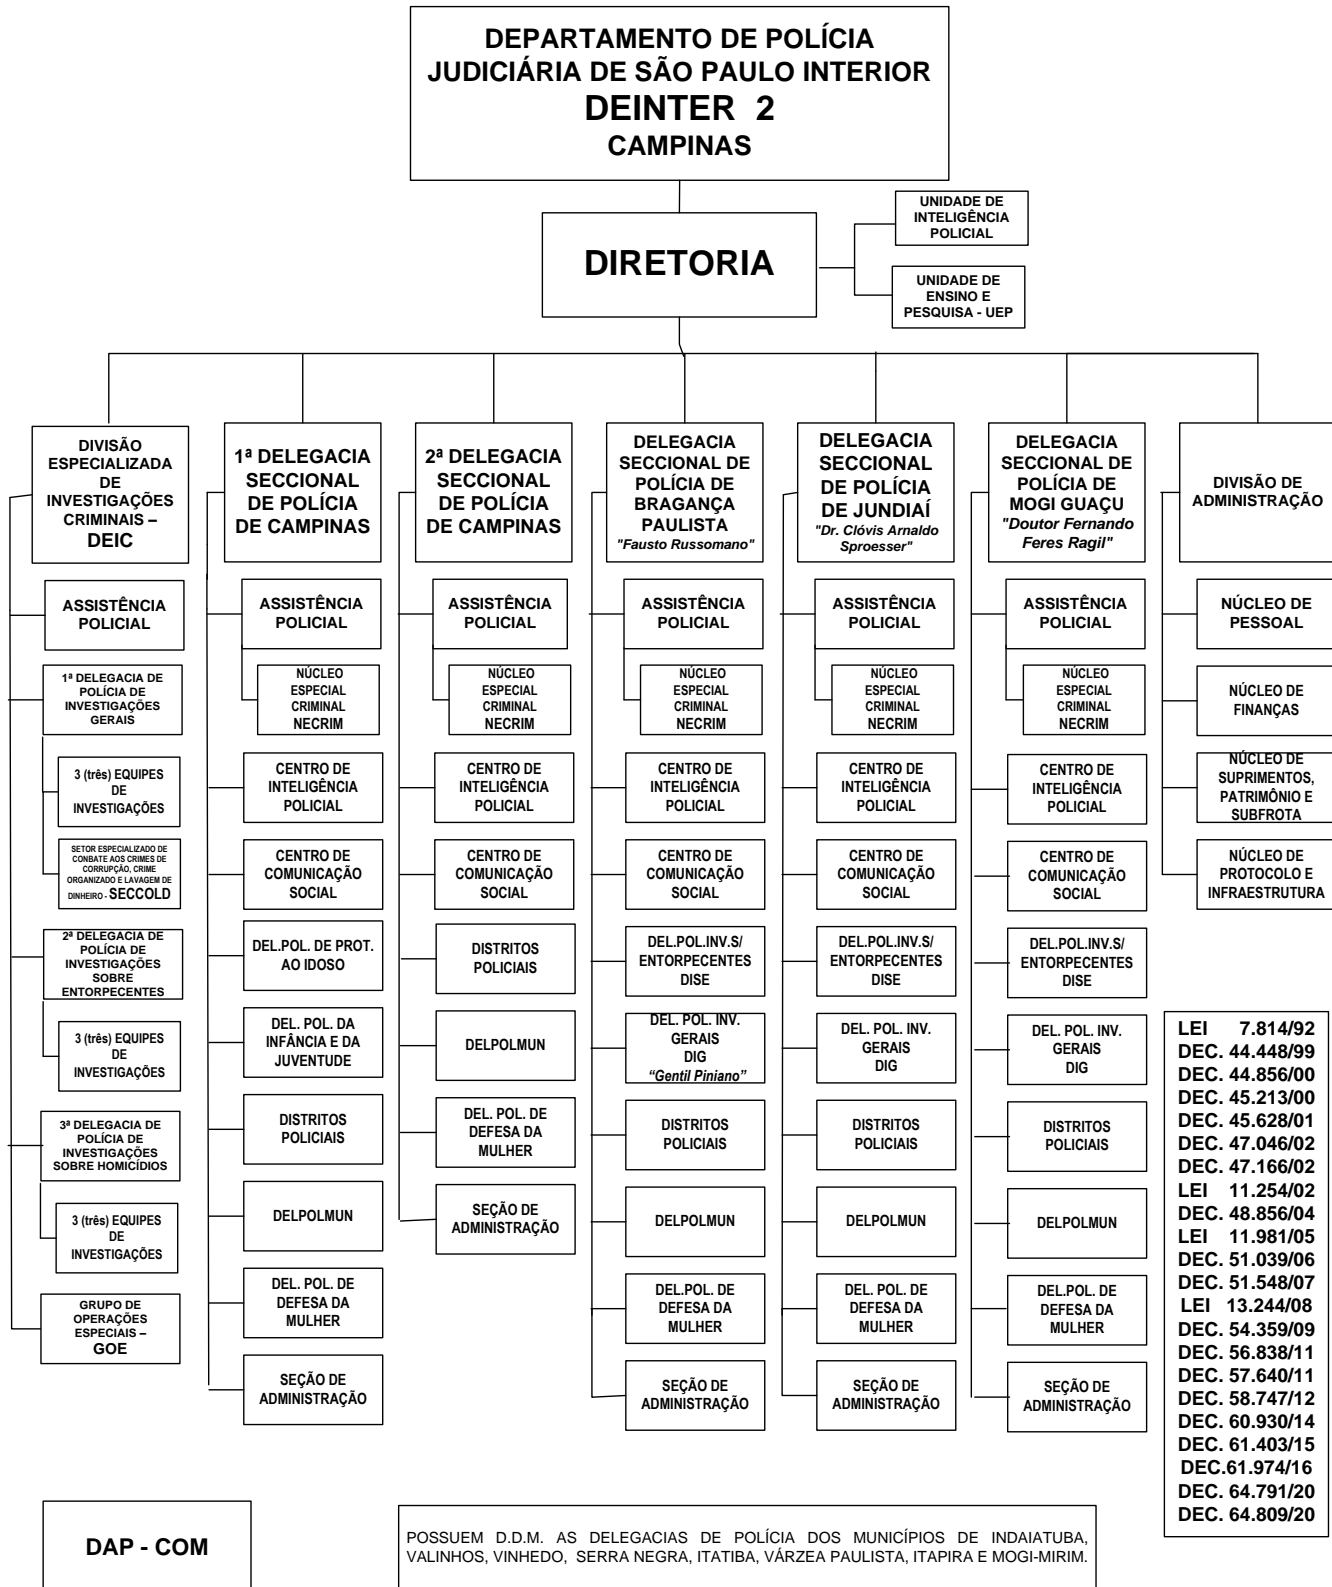 DEPARTAMENTO DE POLÍCIA
JUDICIÁRIA DE SÃO PAULO INTERIOR
DEINTER 2
CAMPINAS
DIRETORIA
UNIDADE DE
INTELIGÊNCIA
POLICIAL
UNIDADE DE
ENSINO E
PESQUISA - UEP
DIVISÃO
ESPECIALIZADA
DE
INVESTIGAÇÕES
CRIMINAIS –
DEIC
ASSISTÊNCIA
POLICIAL
1ª DELEGACIA DE
POLÍCIA DE
INVESTIGAÇÕES
GERAIS
3 (três) EQUIPES
DE
INVESTIGAÇÕES
SETOR ESPECIALIZADO DE
CONBATE AOS CRIMES DE
CORRUPÇÃO, CRIME
ORGANIZADO E LAVAGEM DE
DINHEIRO - SECCOLD
2ª DELEGACIA DE
POLÍCIA DE
INVESTIGAÇÕES
SOBRE
ENTORPECENTES
3 (três) EQUIPES
DE
INVESTIGAÇÕES
3ª DELEGACIA DE
POLÍCIA DE
INVESTIGAÇÕES
SOBRE HOMICÍDIOS
3 (três) EQUIPES
DE
INVESTIGAÇÕES
GRUPO DE
OPERAÇÕES
ESPECIAIS –
GOE
1ª DELEGACIA
SECCIONAL
DE POLÍCIA
DE CAMPINAS
ASSISTÊNCIA
POLICIAL
NÚCLEO
ESPECIAL
CRIMINAL
NECRIM
CENTRO DE
INTELIGÊNCIA
POLICIAL
CENTRO DE
COMUNICAÇÃO
SOCIAL
DEL.POL. DE PROT.
AO IDOSO
DEL. POL. DA
INFÂNCIA E DA
JUVENTUDE
DISTRITOS
POLICIAIS
DELPOLMUN
DEL. POL. DE
DEFESA DA
MULHER
SEÇÃO DE
ADMINISTRAÇÃO
2ª DELEGACIA
SECCIONAL
DE POLÍCIA
DE CAMPINAS
ASSISTÊNCIA
POLICIAL
NÚCLEO
ESPECIAL
CRIMINAL
NECRIM
CENTRO DE
INTELIGÊNCIA
POLICIAL
CENTRO DE
COMUNICAÇÃO
SOCIAL
DISTRITOS
POLICIAIS
DELPOLMUN
DEL. POL. DE
DEFESA DA
MULHER
SEÇÃO DE
ADMINISTRAÇÃO
DELEGACIA
SECCIONAL DE
POLÍCIA DE
BRAGANÇA
PAULISTA
"Fausto Russomano"
ASSISTÊNCIA
POLICIAL
NÚCLEO
ESPECIAL
CRIMINAL
NECRIM
CENTRO DE
INTELIGÊNCIA
POLICIAL
CENTRO DE
COMUNICAÇÃO
SOCIAL
DEL.POL.INV.S/
ENTORPECENTES
DISE
DEL. POL. INV.
GERAIS
DIG
“Gentil Piniano”
DISTRITOS
POLICIAIS
DELPOLMUN
DEL.POL. DE
DEFESA DA
MULHER
SEÇÃO DE
ADMINISTRAÇÃO
DELEGACIA
SECCIONAL
DE POLÍCIA
DE JUNDIAÍ
"Dr. Clóvis Arnaldo
Sproesser"
ASSISTÊNCIA
POLICIAL
NÚCLEO
ESPECIAL
CRIMINAL
NECRIM
CENTRO DE
INTELIGÊNCIA
POLICIAL
CENTRO DE
COMUNICAÇÃO
SOCIAL
DEL.POL.INV.S/
ENTORPECENTES
DISE
DEL. POL. INV.
GERAIS
DIG
DISTRITOS
POLICIAIS
DELPOLMUN
DEL.POL. DE
DEFESA DA
MULHER
SEÇÃO DE
ADMINISTRAÇÃO
DELEGACIA
SECCIONAL DE
POLÍCIA DE
MOGI GUAÇU
"Doutor Fernando
Feres Ragil"
ASSISTÊNCIA
POLICIAL
NÚCLEO
ESPECIAL
CRIMINAL
NECRIM
CENTRO DE
INTELIGÊNCIA
POLICIAL
CENTRO DE
COMUNICAÇÃO
SOCIAL
DEL.POL.INV.S/
ENTORPECENTES
DISE
DEL. POL. INV.
GERAIS
DIG
DISTRITOS
POLICIAIS
DELPOLMUN
DEL.POL. DE
DEFESA DA
MULHER
SEÇÃO DE
ADMINISTRAÇÃO
DIVISÃO DE
ADMINISTRAÇÃO
NÚCLEO DE
PESSOAL
NÚCLEO DE
FINANÇAS
NÚCLEO DE
SUPRIMENTOS,
PATRIMÔNIO E
SUBFROTA
NÚCLEO DE
PROTOCOLO E
INFRAESTRUTURA
LEI 7.814/92
DEC. 44.448/99
DEC. 44.856/00
DEC. 45.213/00
DEC. 45.628/01
DEC. 47.046/02
DEC. 47.166/02
LEI 11.254/02
DEC. 48.856/04
LEI 11.981/05
DEC. 51.039/06
DEC. 51.548/07
LEI 13.244/08
DEC. 54.359/09
DEC. 56.838/11
DEC. 57.640/11
DEC. 58.747/12
DEC. 60.930/14
DEC. 61.403/15
DEC.61.974/16
DEC. 64.791/20
DEC. 64.809/20
DAP - COM
POSSUEM D.D.M. AS DELEGACIAS DE POLÍCIA DOS MUNICÍPIOS DE INDAIATUBA,
VALINHOS, VINHEDO, SERRA NEGRA, ITATIBA, VÁRZEA PAULISTA, ITAPIRA E MOGI-MIRIM.